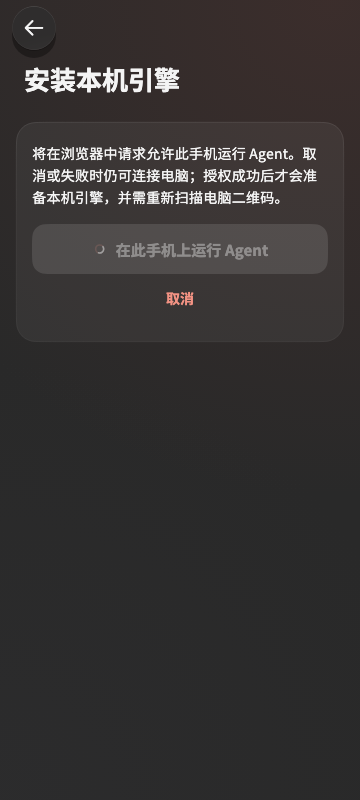 安装本机引擎
将在浏览器中请求允许此手机运行 Agent。取
消或失败时仍可连接电脑；授权成功后才会准
备本机引擎，并需重新扫描电脑二维码。
在此手机上运行 Agent
取消